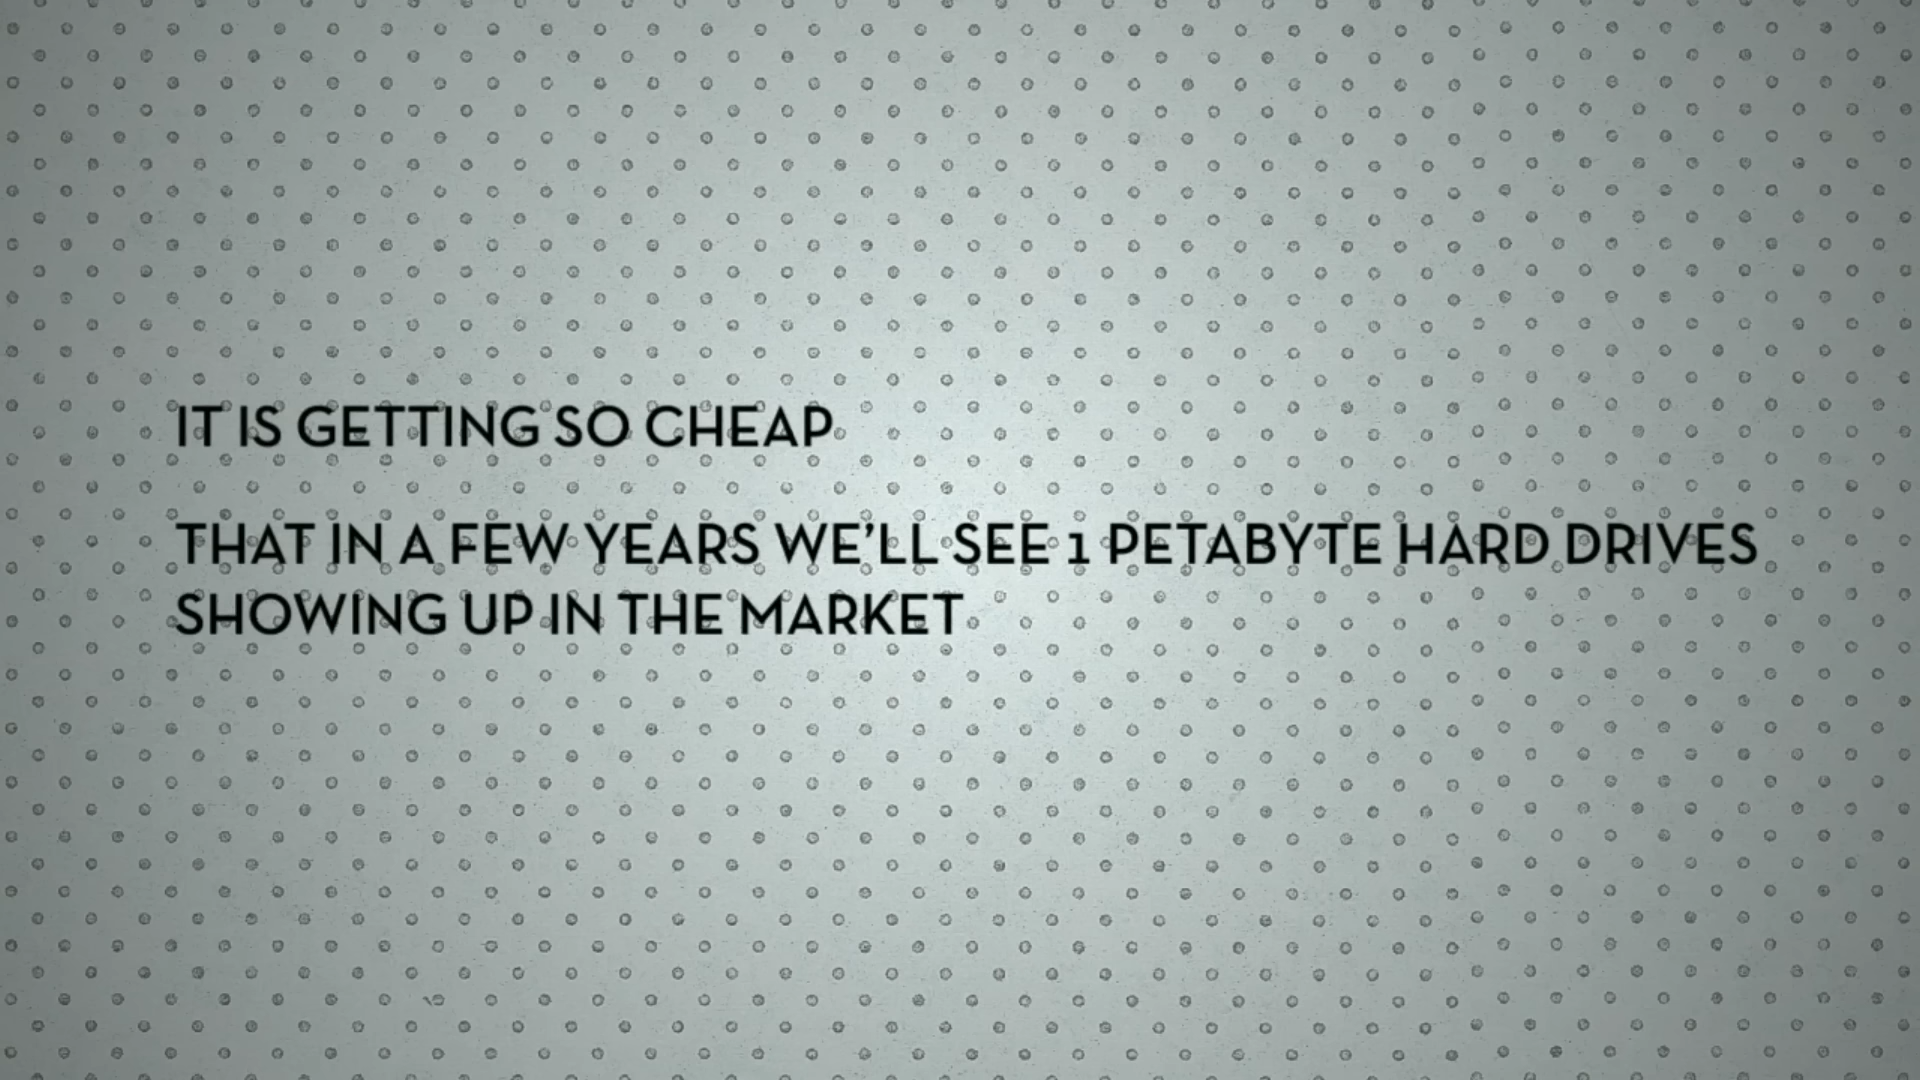 IT IS GETTING SO CHEAP
THAT IN A FEW YEARS WE'LL SEE 1 PETABYTE HARD DRIVES
SHOWING UP IN THE MARKET